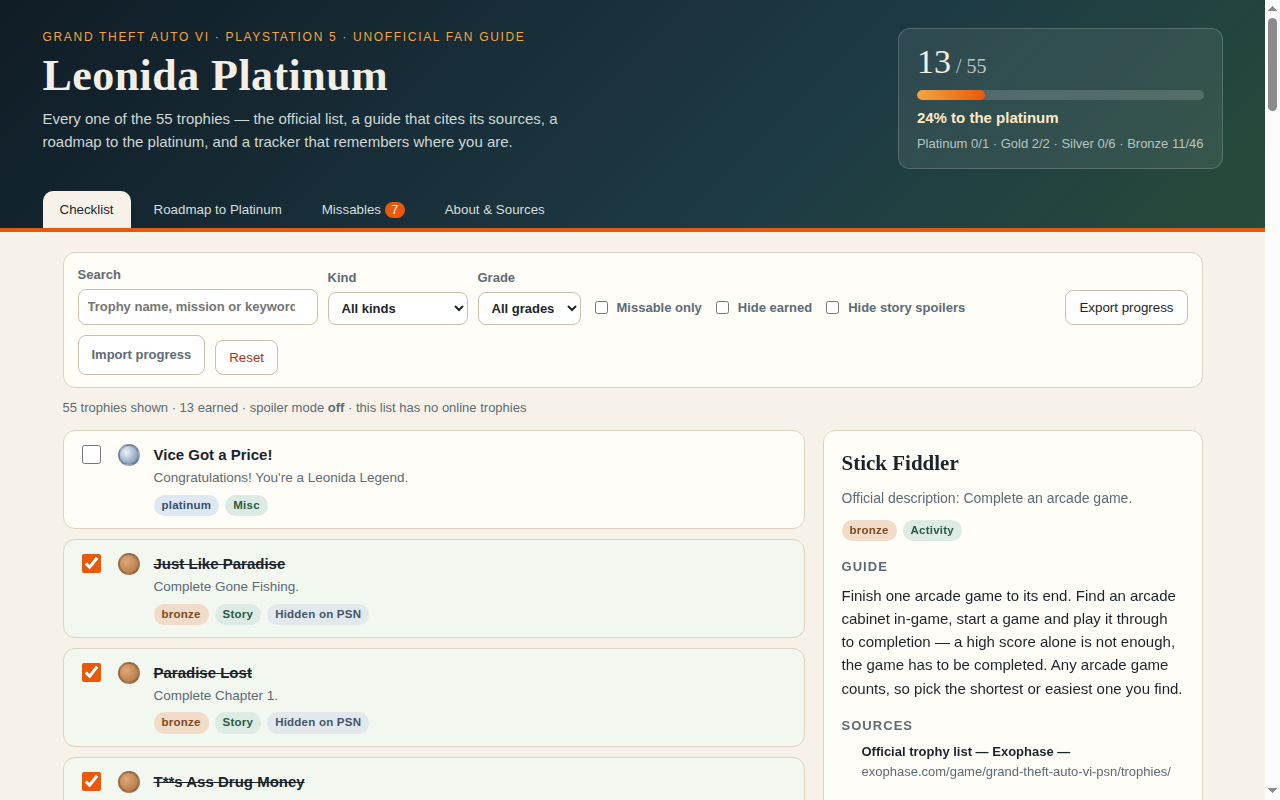 GRAND THEFT AUTO VI · PLAYSTATION 5 · UNOFFICIAL FAN GUIDE
Leonida Platinum
Every one of the 55 trophies — the official list, a guide that cites its sources, a
roadmap to the platinum, and a tracker that remembers where you are.
13 / 55
24% to the platinum
Platinum 0/1 · Gold 2/2 · Silver 0/6 · Bronze 11/46
Checklist
Roadmap to Platinum
Missables 7
About & Sources
Search
Trophy name, mission or keyword
Kind
All kinds
Grade
All grades
Missable only
Hide earned
Hide story spoilers
Export progress
Import progress
Reset
55 trophies shown · 13 earned · spoiler mode off · this list has no online trophies
Vice Got a Price!
Congratulations! You're a Leonida Legend.
platinum Misc
Just Like Paradise
Complete Gone Fishing.
bronze Story Hidden on PSN
Paradise Lost
Complete Chapter 1.
bronze Story Hidden on PSN
T**s Ass Drug Money
Stick Fiddler
Official description: Complete an arcade game.
bronze Activity
GUIDE
Finish one arcade game to its end. Find an arcade
cabinet in-game, start a game and play it through
to completion — a high score alone is not enough,
the game has to be completed. Any arcade game
counts, so pick the shortest or easiest one you find.
SOURCES
Official trophy list — Exophase —
exophase.com/game/grand-theft-auto-vi-psn/trophies/